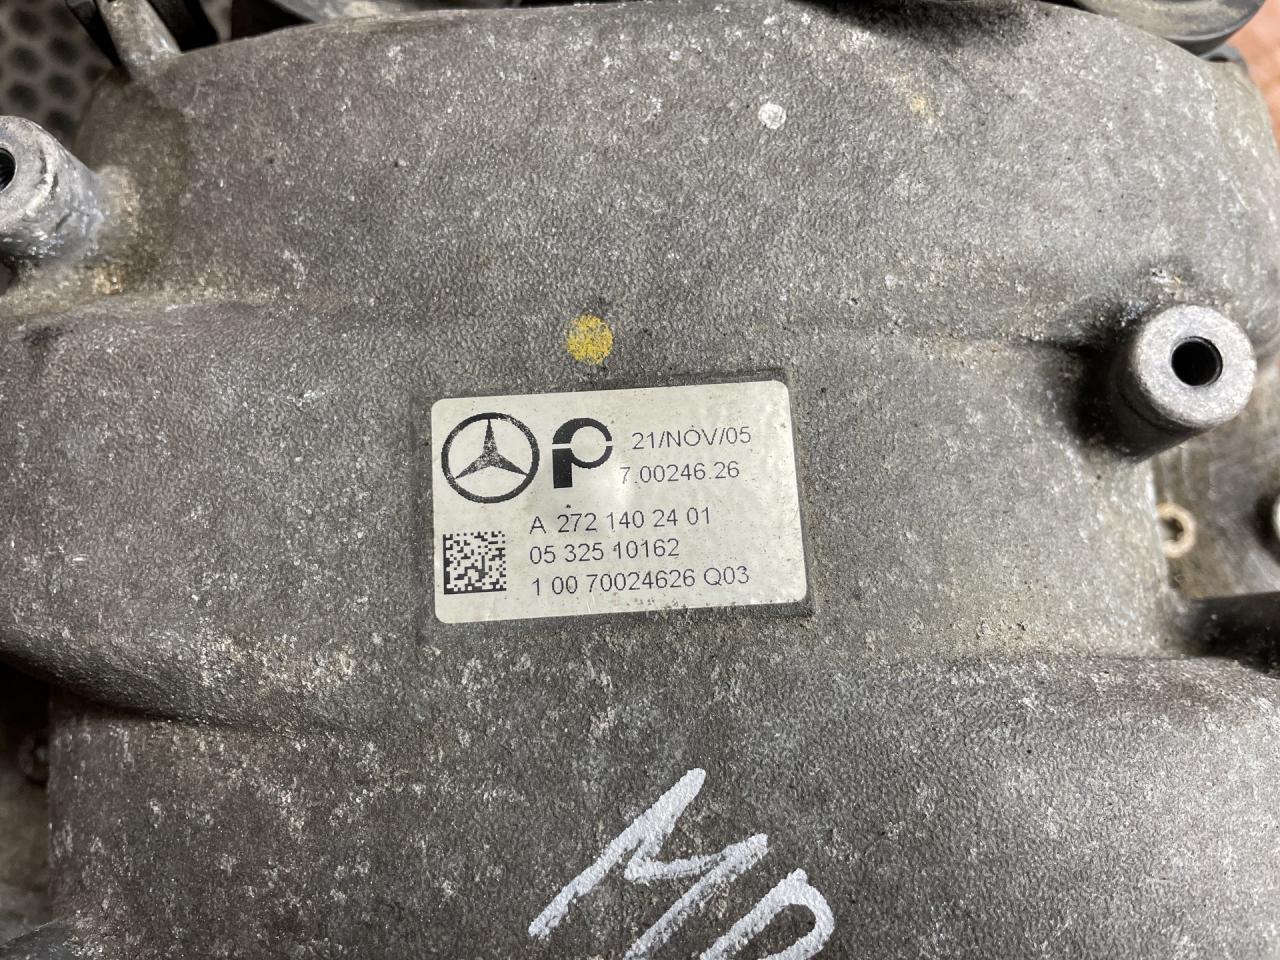 21/NOV/05
7.00246.26
A 272 140 24 01
05 325 10162
1 00 70024626 Q03